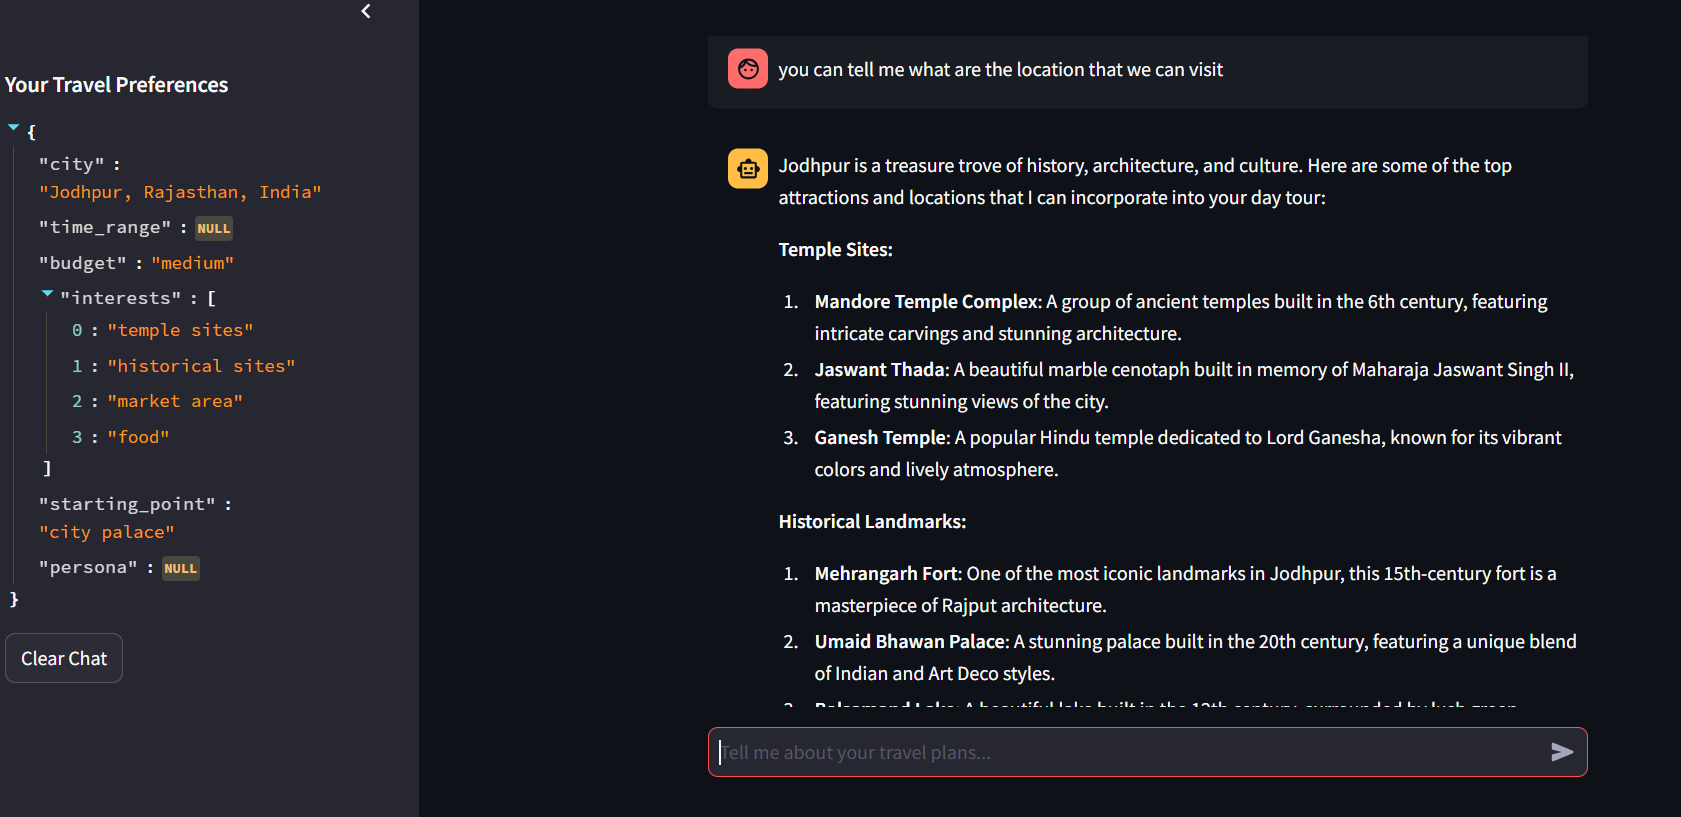 Your Travel Preferences
{
"city" :
"Jodhpur, Rajasthan, India"
"time_range" : NULL
"budget" : "medium"
"interests" : [
0 : "temple sites"
1 : "historical sites"
2 : "market area"
3 : "food"
]
"starting_point" :
"city palace"
"persona" : NULL
}
Clear Chat
you can tell me what are the location that we can visit
Jodhpur is a treasure trove of history, architecture, and culture. Here are some of the top
attractions and locations that I can incorporate into your day tour:
Temple Sites:
1. Mandore Temple Complex: A group of ancient temples built in the 6th century, featuring
intricate carvings and stunning architecture.
2. Jaswant Thada: A beautiful marble cenotaph built in memory of Maharaja Jaswant Singh II,
featuring stunning views of the city.
3. Ganesh Temple: A popular Hindu temple dedicated to Lord Ganesha, known for its vibrant
colors and lively atmosphere.
Historical Landmarks:
1. Mehrangarh Fort: One of the most iconic landmarks in Jodhpur, this 15th-century fort is a
masterpiece of Rajput architecture.
2. Umaid Bhawan Palace: A stunning palace built in the 20th century, featuring a unique blend
of Indian and Art Deco styles.
Tell me about your travel plans...